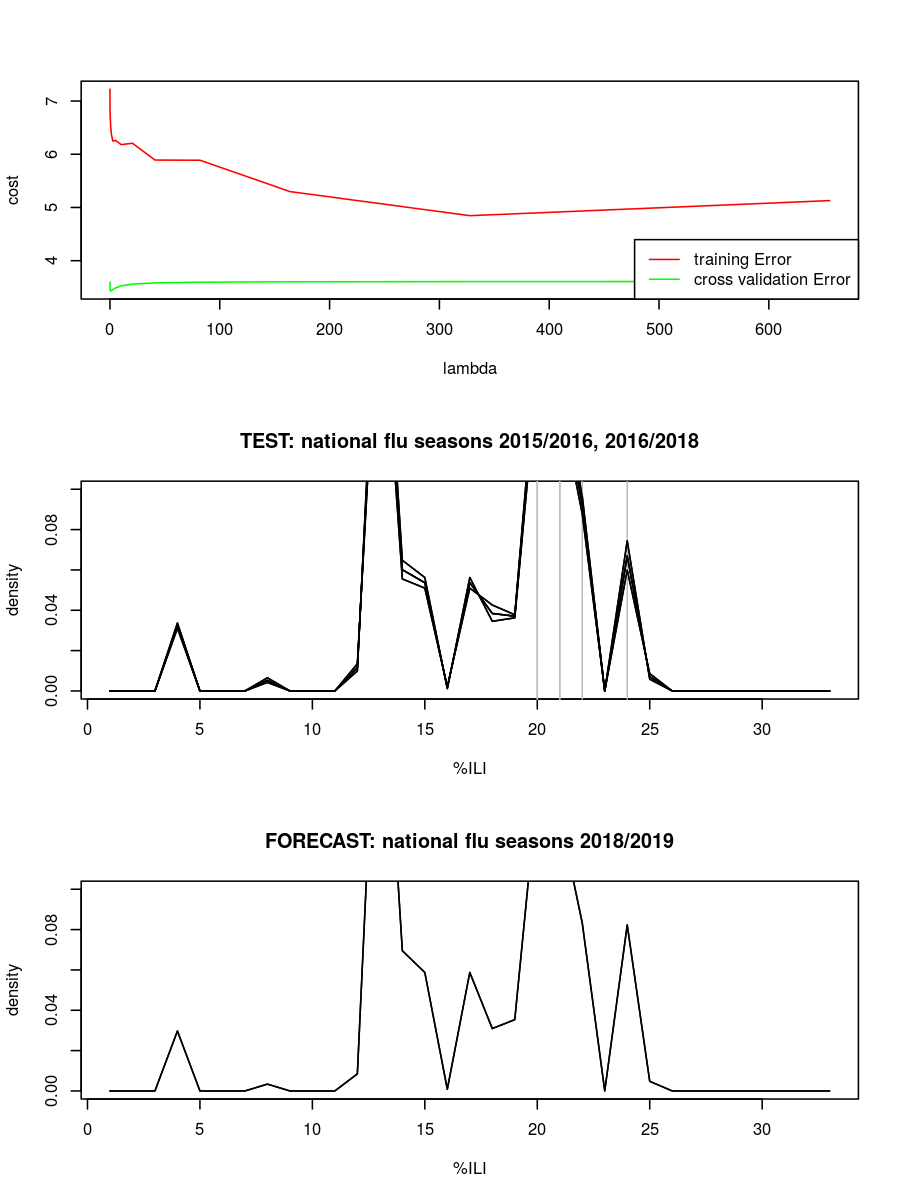 7
6
5
4
cost
training Error
cross validation Error
0 100 200 300 400 500 600
lambda
TEST: national flu seasons 2015/2016, 2016/2018
0.08
0.04
0.00
density
0 5 10 15 20 25 30
%ILI
FORECAST: national flu seasons 2018/2019
0.08
0.04
0.00
density
0 5 10 15 20 25 30
%ILI